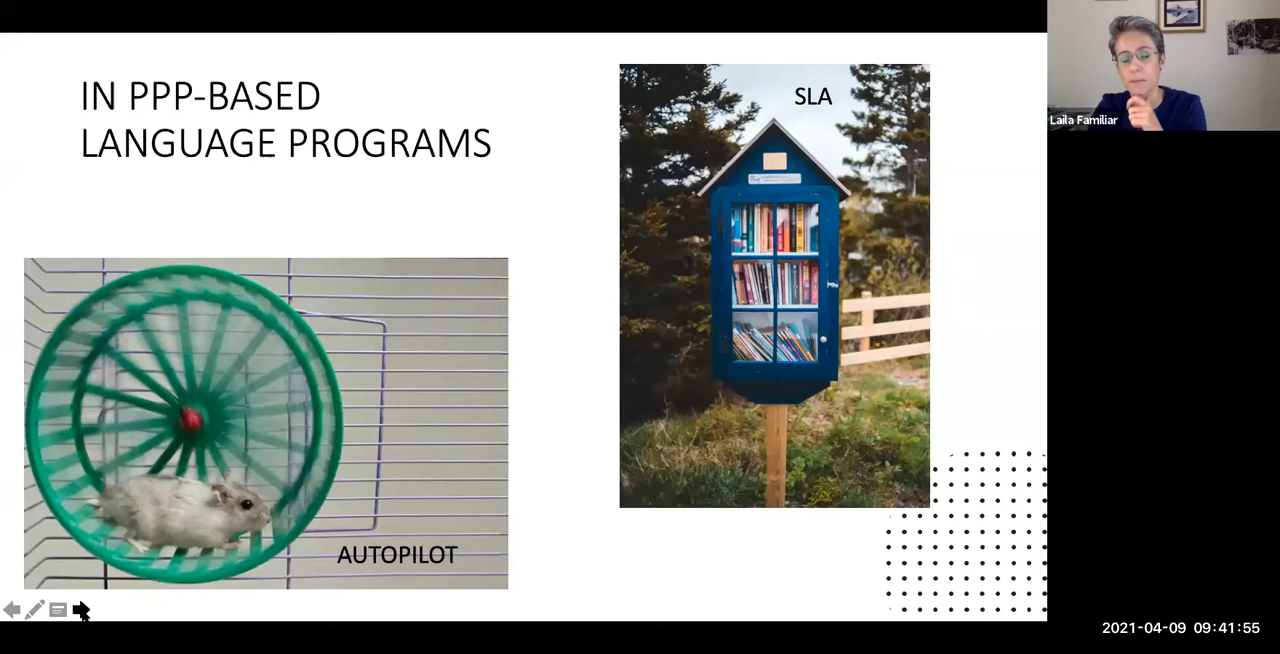 IN PPP-BASED
LANGUAGE PROGRAMS
SLA
AUTOPILOT
Laila Familiar
2021-04-09 09:41:55